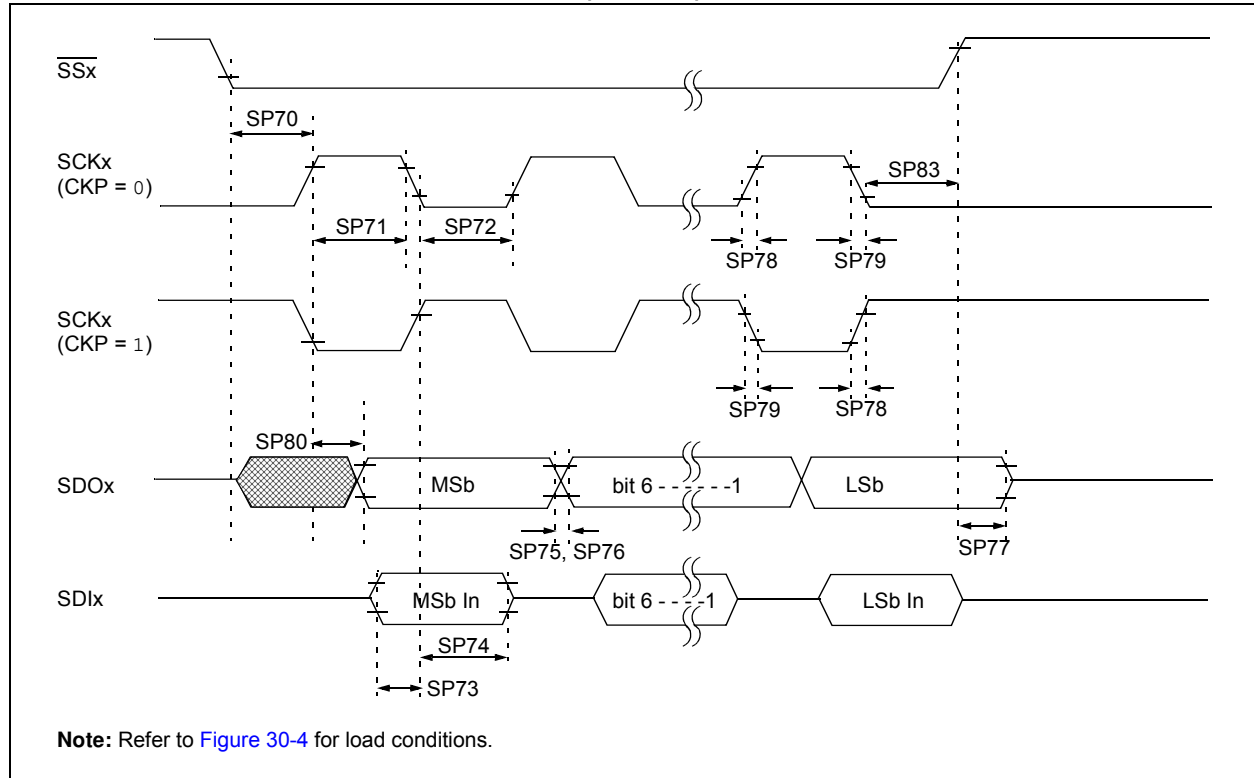 SSx
SP70
SCKx
(CKP = 0)
SP83
SP71
SP72
SP78
SP79
SCKx
(CKP = 1)
SP79
SP78
SP80
SDOx
MSb
bit 6 - - - - - -1
LSb
SP75, SP76
SP77
SDIx
MSb In
bit 6 - - - -1
LSb In
SP74
SP73
Note: Refer to Figure 30-4 for load conditions.